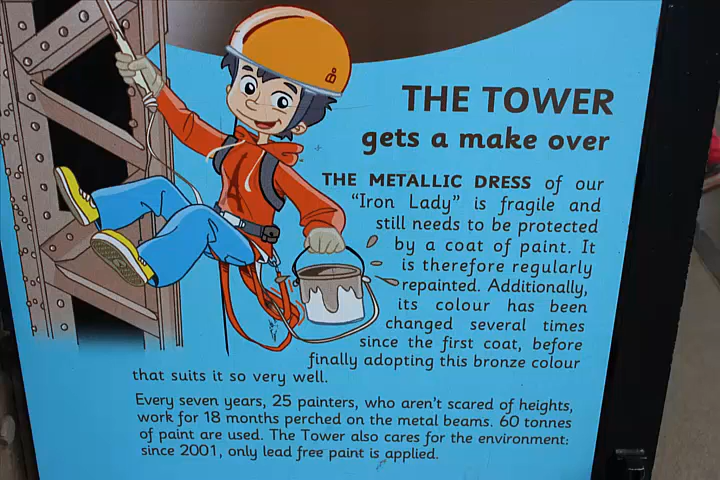 THE TOWER
gets a make over
THE METALLIC DRESS of our
"Iron Lady" is fragile and
still needs to be protected
by a coat of paint. It
is therefore regularly
repainted. Additionally,
its colour has been
changed several times
since the first coat, before
finally adopting this bronze colour
that suits it so very well.
Every seven years, 25 painters, who aren't scared of heights,
work for 18 months perched on the metal beams. 60 tonnes
of paint are used. The Tower also cares for the environment:
since 2001, only lead free paint is applied.